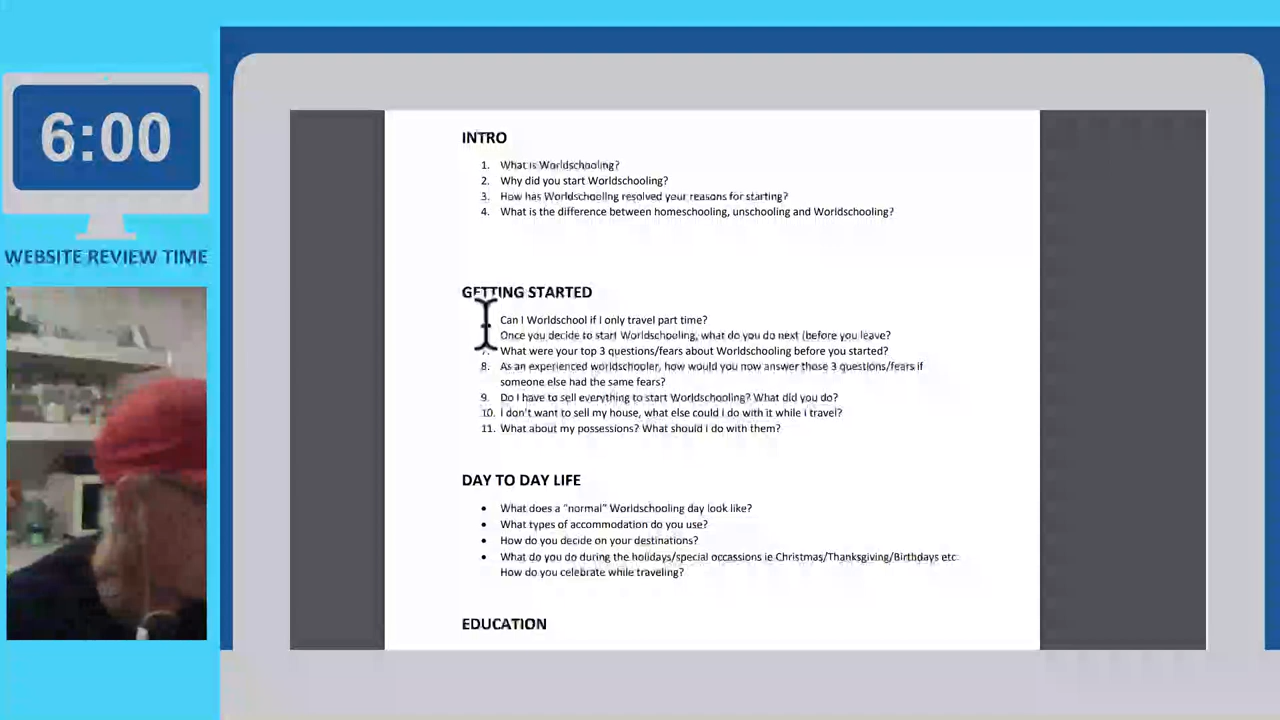 6:00
WEBSITE REVIEW TIME
INTRO
1. What is Worldschooling?
2. Why did you start Worldschooling?
3. How has Worldschooling resolved your reasons for starting?
4. What is the difference between homeschooling, unschooling and Worldschooling?
GETTING STARTED
Can I Worldschool if I only travel part time?
Once you decide to start Worldschooling, what do you do next (before you leave?
7. What were your top 3 questions/fears about Worldschooling before you started?
8. As an experienced worldschooler, how would you now answer those 3 questions/fears if
someone else had the same fears?
9. Do I have to sell everything to start Worldschooling? What did you do?
10. I don't want to sell my house, what else could I do with it while I travel?
11. What about my possessions? What should I do with them?
DAY TO DAY LIFE
• What does a "normal" Worldschooling day look like?
• What types of accommodation do you use?
• How do you decide on your destinations?
• What do you do during the holidays/special occassions ie Christmas/Thanksgiving/Birthdays etc.
How do you celebrate while traveling?
EDUCATION